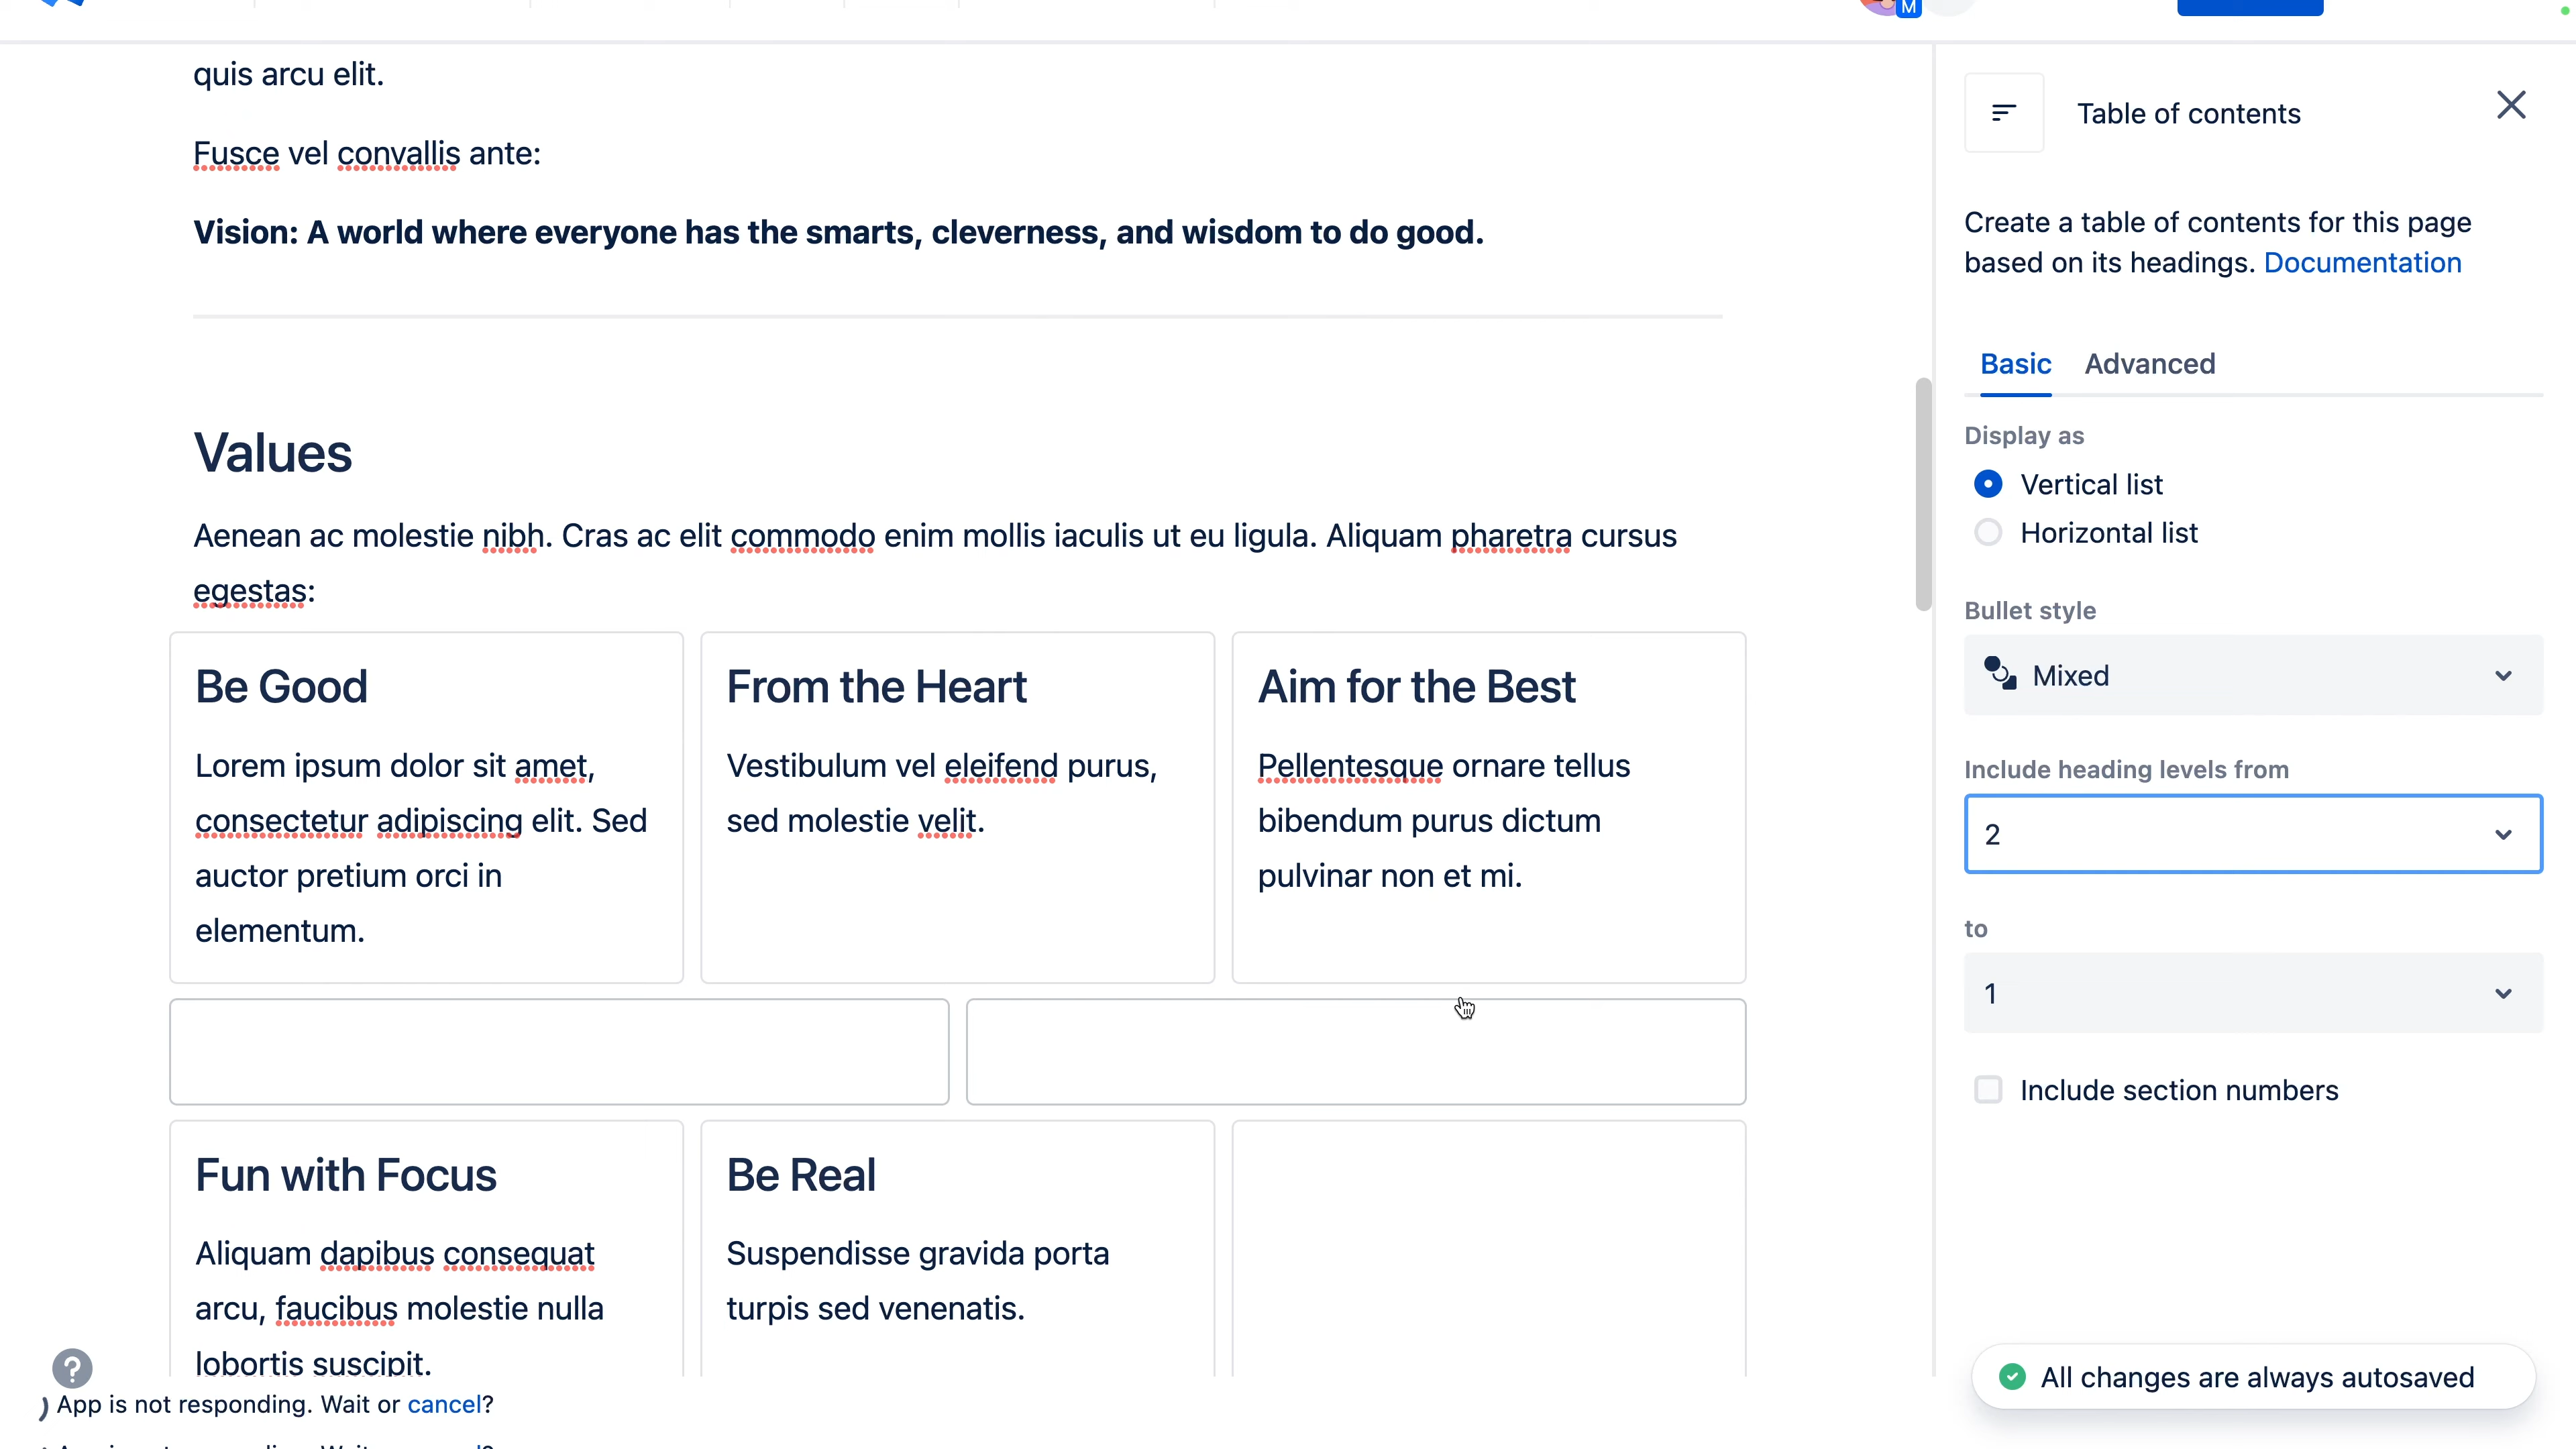 M
quis arcu elit.
Fusce vel convallis ante:
Vision: A world where everyone has the smarts, cleverness, and wisdom to do good.
Values
Aenean ac molestie nibh. Cras ac elit commodo enim mollis iaculis ut eu ligula. Aliquam pharetra cursus
egestas:
Be Good
Lorem ipsum dolor sit amet,
consectetur adipiscing elit. Sed
auctor pretium orci in
elementum.
From the Heart
Vestibulum vel eleifend purus,
sed molestie velit.
Aim for the Best
Pellentesque ornare tellus
bibendum purus dictum
pulvinar non et mi.
Fun with Focus
Aliquam dapibus consequat
arcu, faucibus molestie nulla
lobortis suscipit.
Be Real
Suspendisse gravida porta
turpis sed venenatis.
?
App is not responding. Wait or cancel?
Table of contents
Create a table of contents for this page
based on its headings. Documentation
Basic Advanced
Display as
Vertical list
Horizontal list
Bullet style
Mixed
Include heading levels from
2
to
1
Include section numbers
All changes are always autosaved